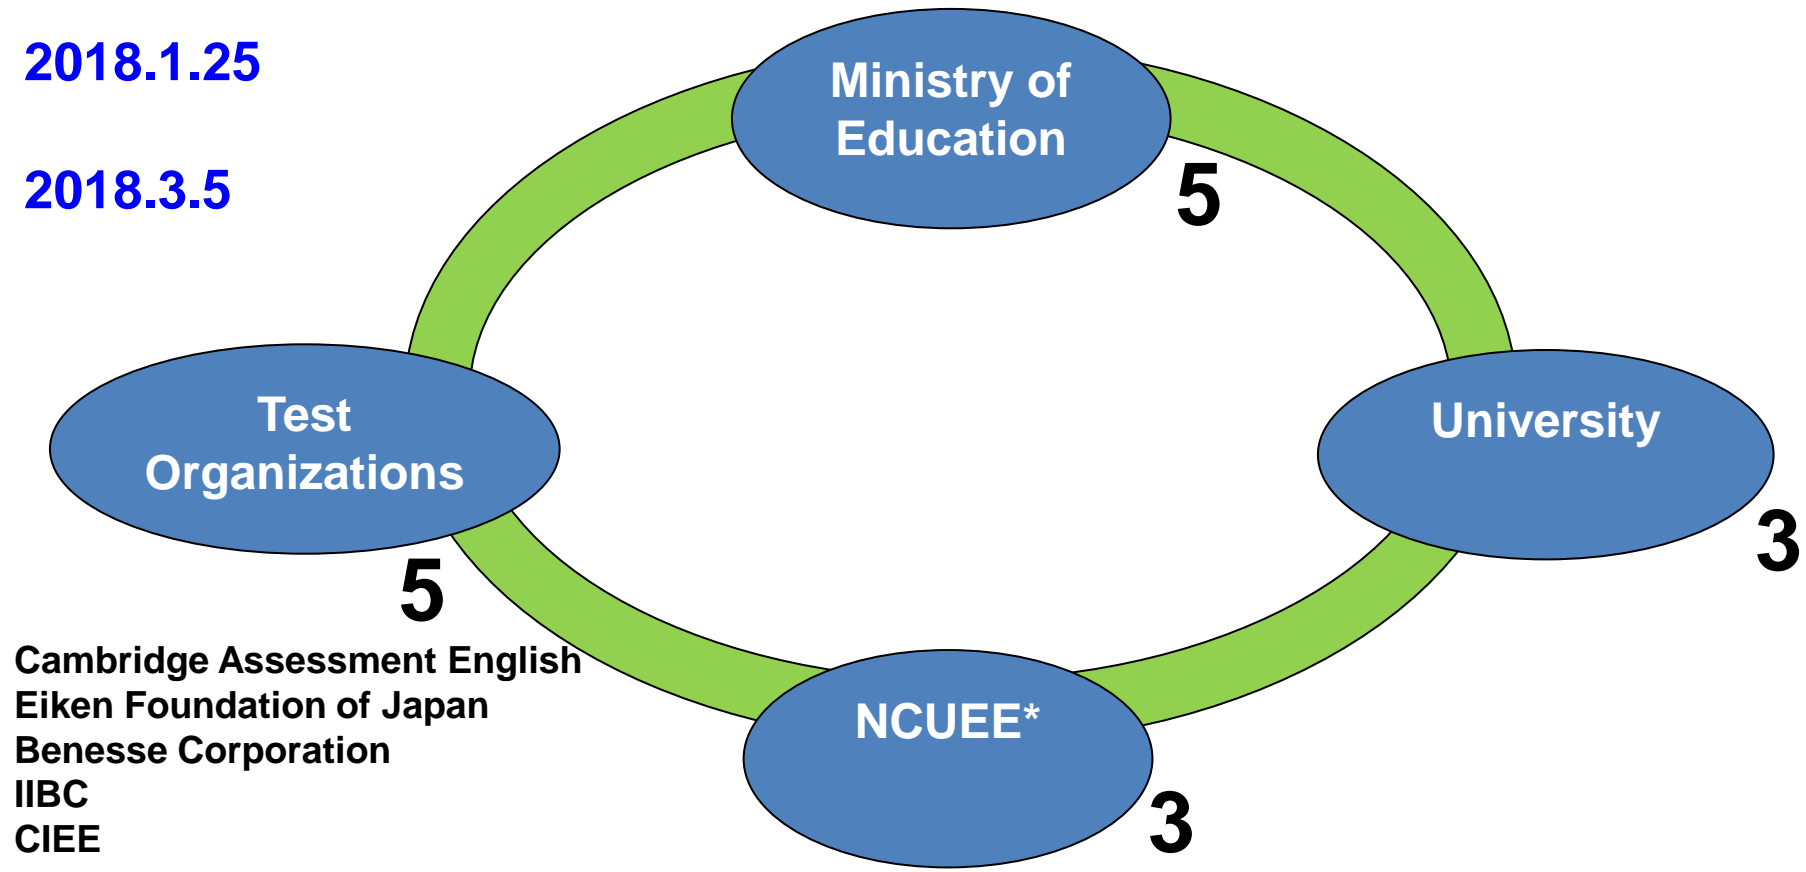 2018.1.25
2018.3.5
Ministry of
Education
5
Test
Organizations
5
University
3
Cambridge Assessment English
Eiken Foundation of Japan
Benesse Corporation
IIBC
CIEE
NCUEE*
3